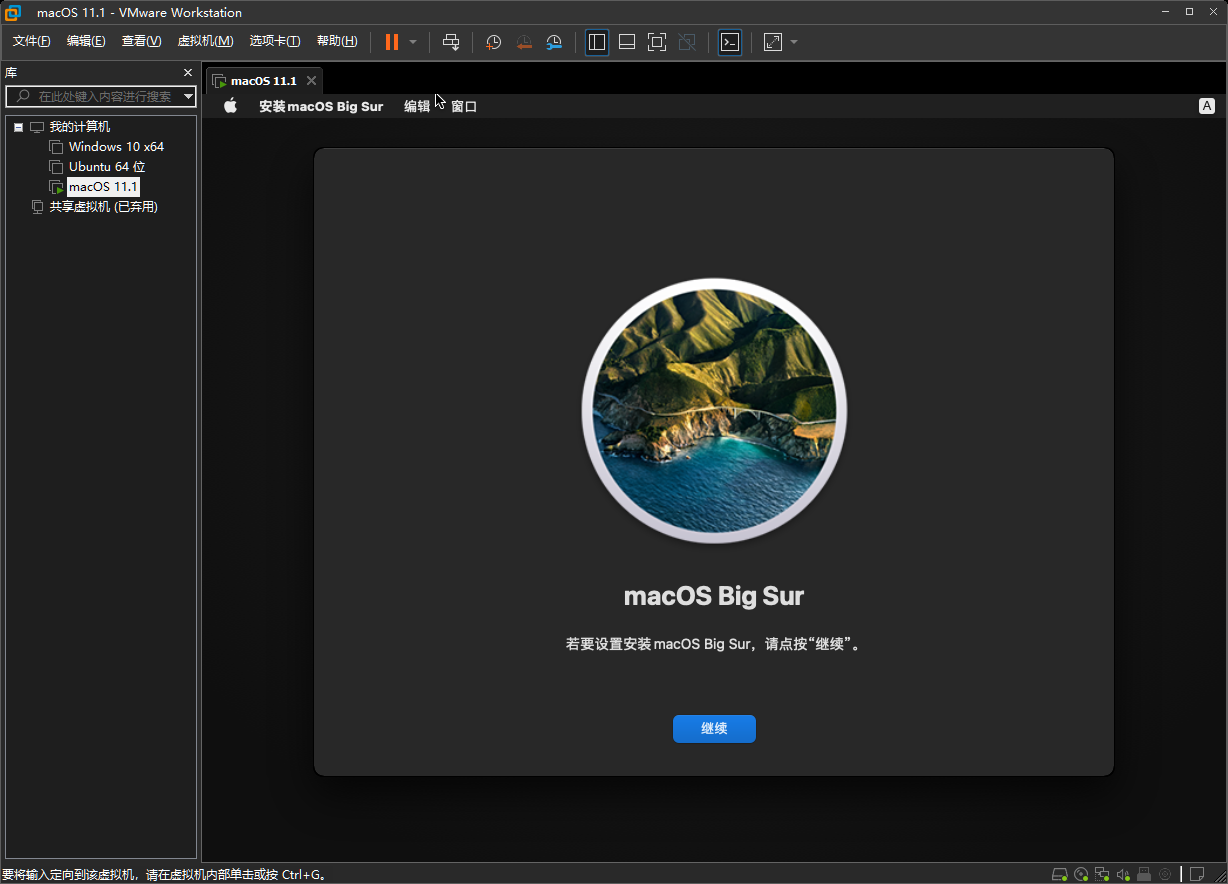 macOS 11.1 - VMware Workstation
文件(F) 编辑(E) 查看(V) 虚拟机(M) 选项卡(T) 帮助(H)
库
在此处键入内容进行搜索
我的计算机
Windows 10 x64
Ubuntu 64 位
macOS 11.1
共享虚拟机 (已弃用)
macOS 11.1
安装macOS Big Sur 编辑 窗口 A
macOS Big Sur
若要设置安装macOS Big Sur，请点按“继续”。
继续
要将输入定向到该虚拟机，请在虚拟机内部单击或按 Ctrl+G。